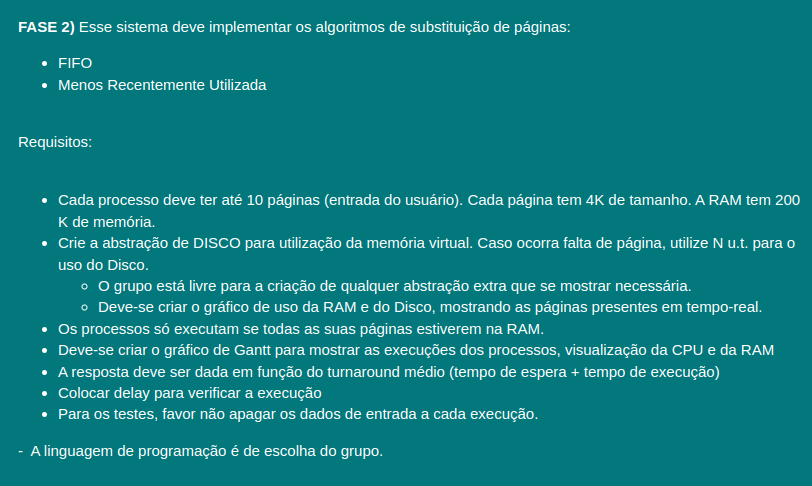 FASE 2) Esse sistema deve implementar os algoritmos de substituição de páginas:
• FIFO
• Menos Recentemente Utilizada
Requisitos:
• Cada processo deve ter até 10 páginas (entrada do usuário). Cada página tem 4K de tamanho. A RAM tem 200
K de memória.
• Crie a abstração de DISCO para utilização da memória virtual. Caso ocorra falta de página, utilize N u.t. para o
uso do Disco.
◦ O grupo está livre para a criação de qualquer abstração extra que se mostrar necessária.
◦ Deve-se criar o gráfico de uso da RAM e do Disco, mostrando as páginas presentes em tempo-real.
• Os processos só executam se todas as suas páginas estiverem na RAM.
• Deve-se criar o gráfico de Gantt para mostrar as execuções dos processos, visualização da CPU e da RAM
• A resposta deve ser dada em função do turnaround médio (tempo de espera + tempo de execução)
• Colocar delay para verificar a execução
• Para os testes, favor não apagar os dados de entrada a cada execução.
- A linguagem de programação é de escolha do grupo.